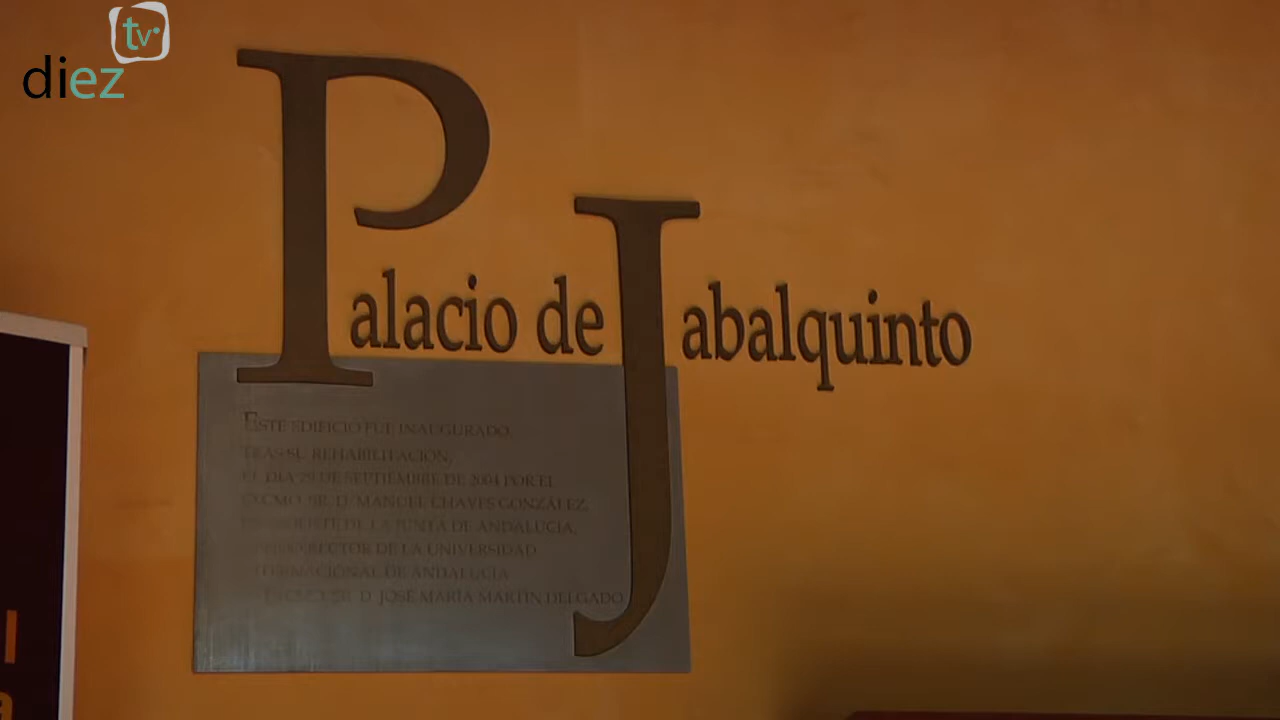 diez tv
Palacio de Jabalquinto
ESTE EDIFICIO FUE INAUGURADO
TRAS SU REHABILITACIÓN,
EL DÍA 29 DE SEPTIEMBRE DE 2004 POR EL
EXCMO. SR. D. MANUEL CHAVES GONZÁLEZ,
DE LA JUNTA DE ANDALUCÍA,
RECTOR DE LA UNIVERSIDAD
INTERNACIONAL DE ANDALUCÍA
EXCMO. SR. D. JOSÉ MARÍA MARTÍN DELGADO